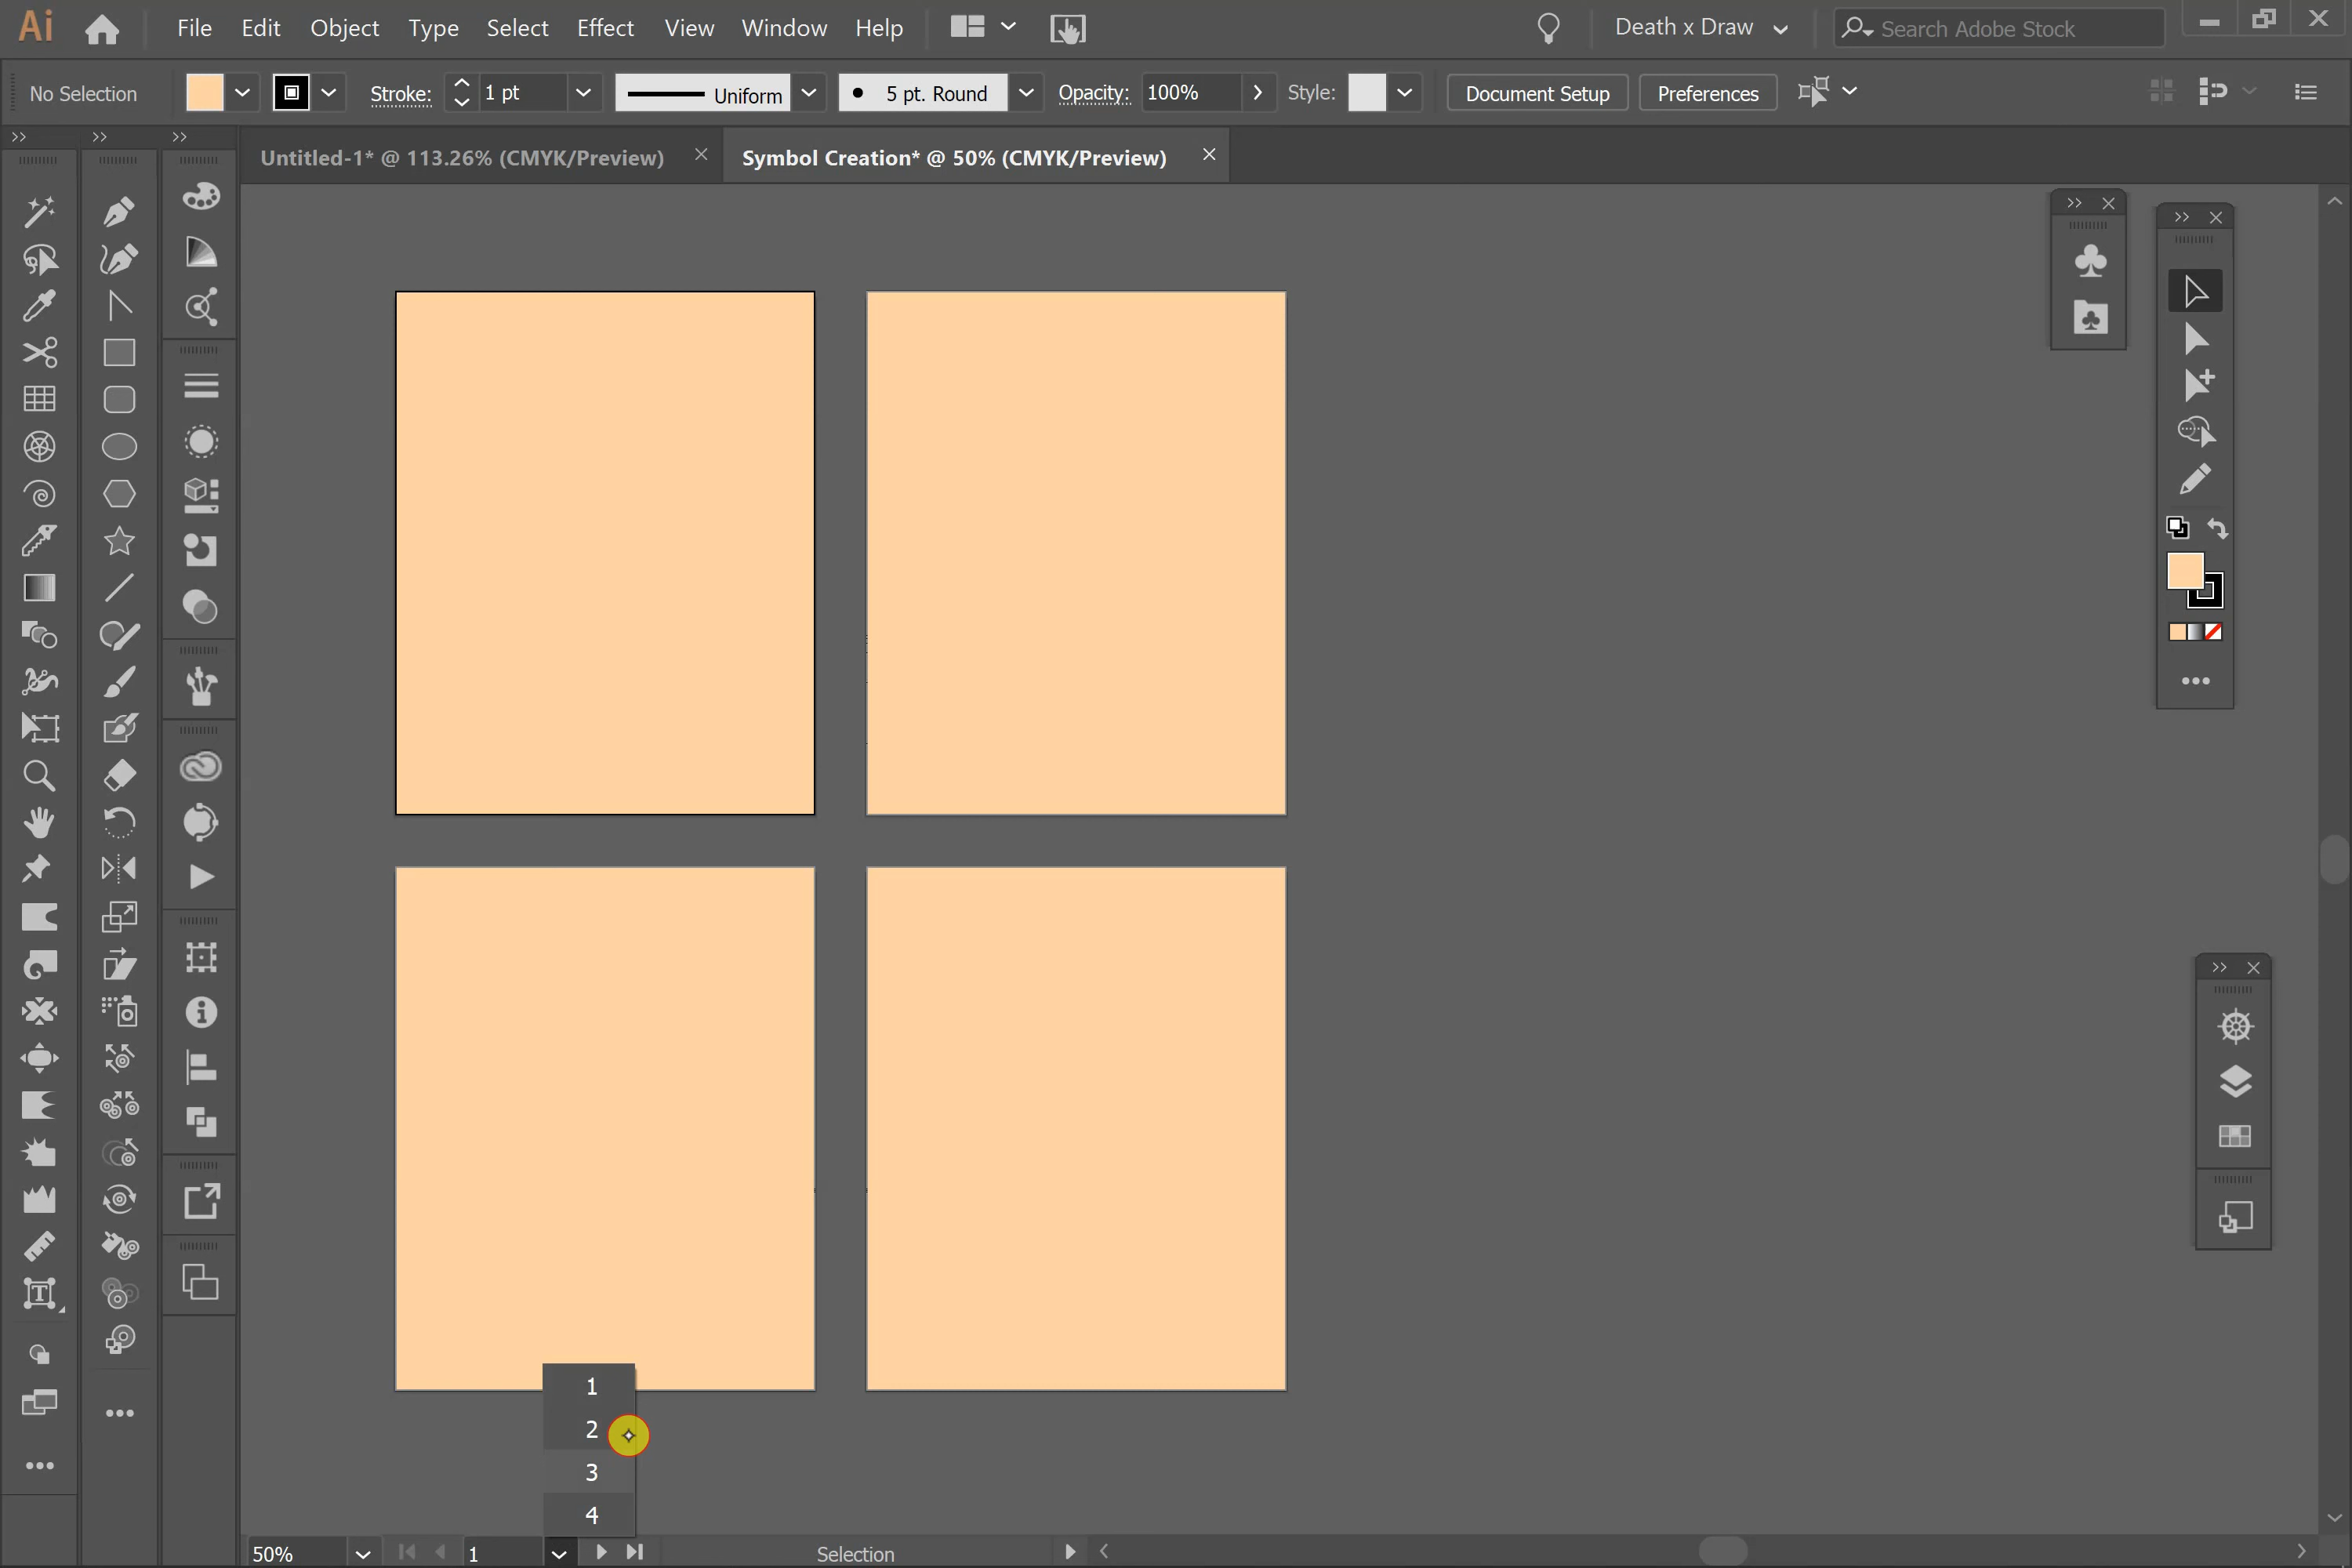 Ai File Edit Object Type Select Effect View Window Help Death x Draw Search Adobe Stock
No Selection Stroke: 1 pt Uniform 5 pt. Round Opacity: 100% Style: Document Setup Preferences
Untitled-1* @ 113.26% (CMYK/Preview) Symbol Creation* @ 50% (CMYK/Preview)
1
2
3
4
50% 1 Selection